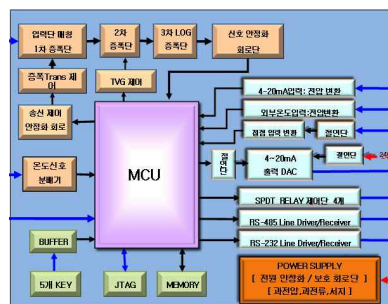 입력단 매칭
1차 증폭단
2차
증폭단
3차 LOG
증폭단
신호 안정화
회로단
증폭Trans 제어
TVG 제어
송신 제어
안정화 회로
4~20mA입력: 전압 변환
외부온도입력:전압변환
접점 입력 변환
절연단
온도신호
분배기
MCU
절연단
4~20mA
출력 DAC
절연단
SPDT RELAY 제어단 4개
RS-485 Line Driver/Receiver
RS-232 Line Driver/Receiver
BUFFER
5개 KEY
JTAG
MEMORY
POWER SUPPLY
[ 전원 안정화 / 보호 회로단 ]
[ 과전압,과전류,서지 ]